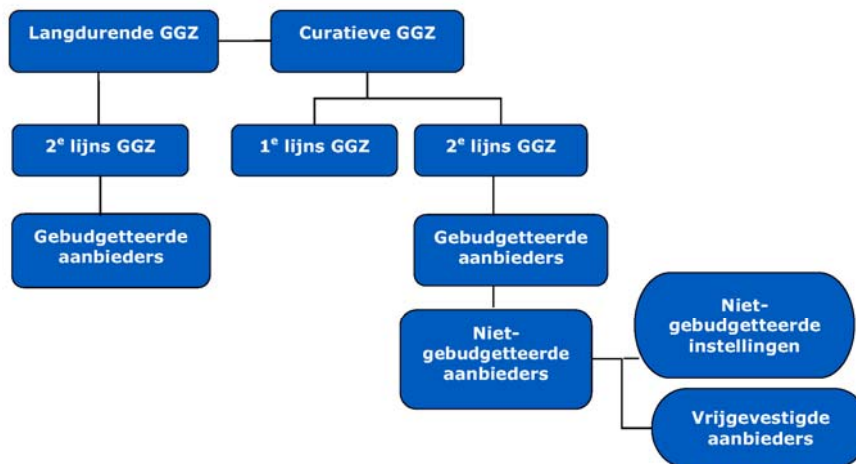 Langdurende GGZ
Curatieve GGZ
2e lijns GGZ
1e lijns GGZ
2e lijns GGZ
Gebudgetteerde
aanbieders
Gebudgetteerde
aanbieders
Niet-
gebudgetteerde
aanbieders
Niet-
gebudgetteerde
instellingen
Vrijgevestigde
aanbieders